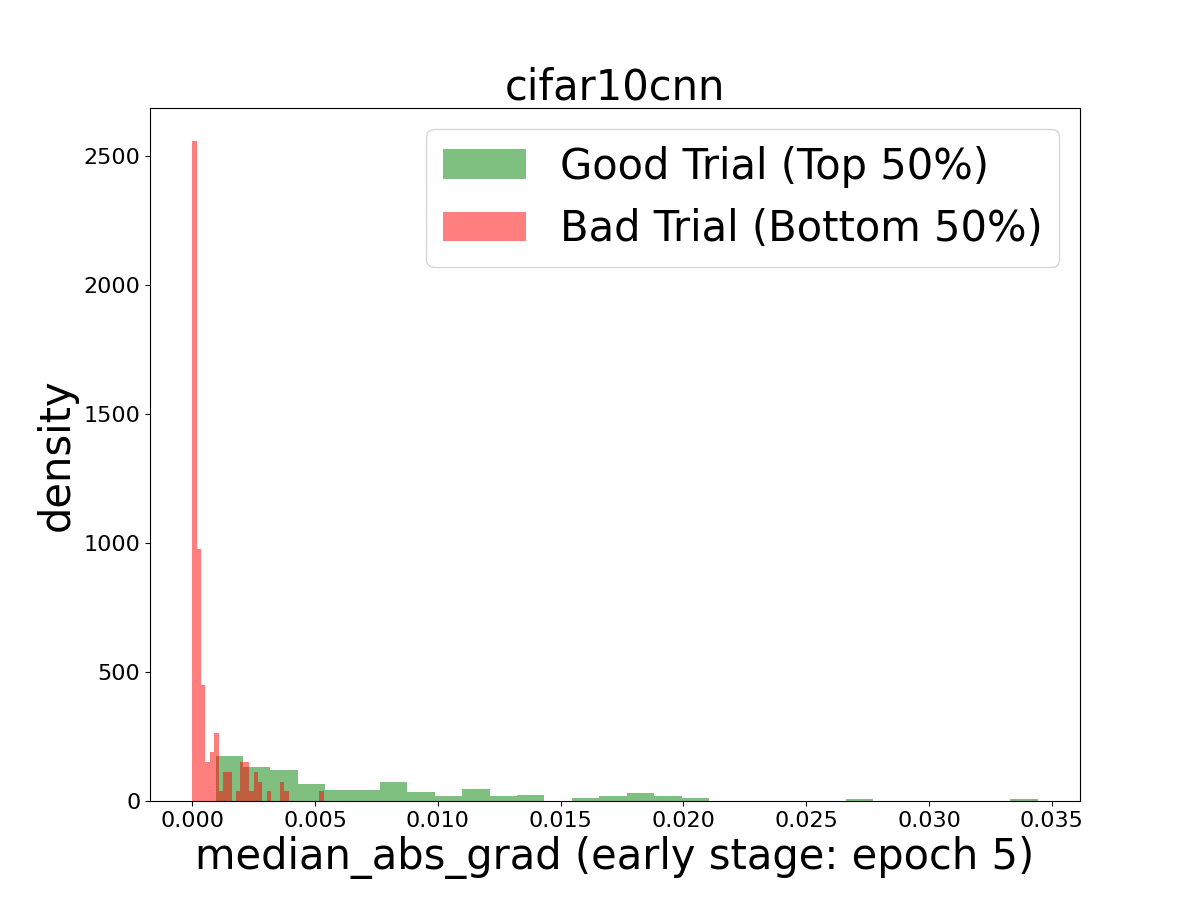 cifar10cnn
Good Trial (Top 50%)
Bad Trial (Bottom 50%)
density
2500
2000
1500
1000
500
0
0.000 0.005 0.010 0.015 0.020 0.025 0.030 0.035
median_abs_grad (early stage: epoch 5)